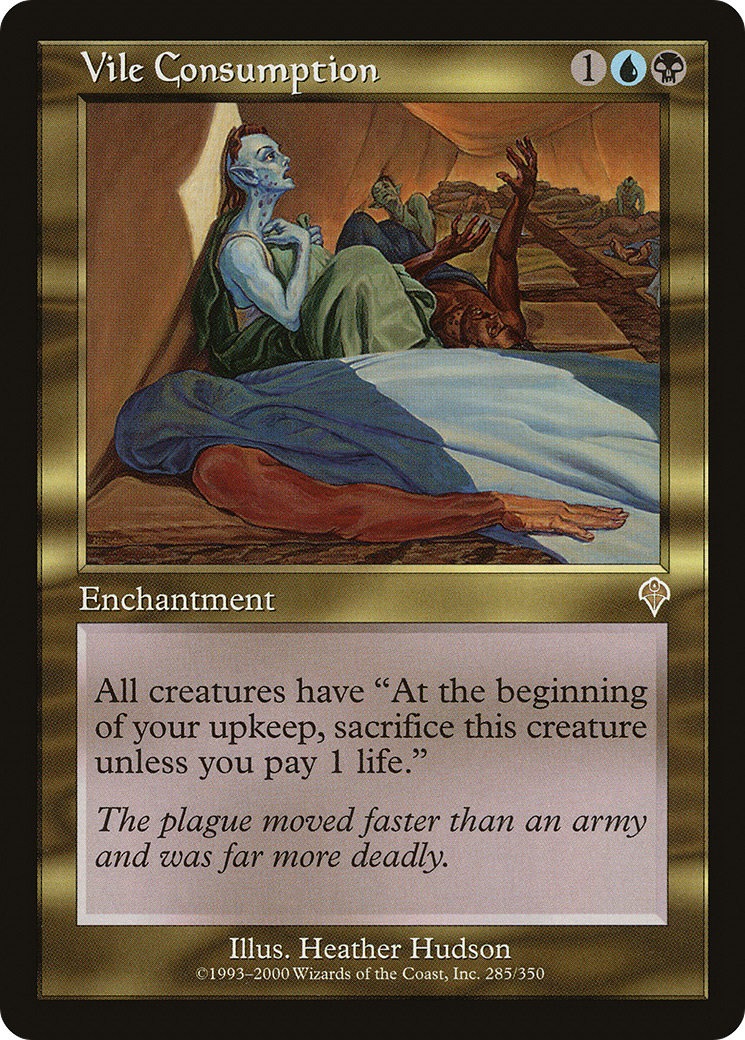 Vile Consumption 1
Enchantment
All creatures have “At the beginning
of your upkeep, sacrifice this creature
unless you pay 1 life.”
The plague moved faster than an army
and was far more deadly.
Illus. Heather Hudson
©1993–2000 Wizards of the Coast, Inc. 285/350